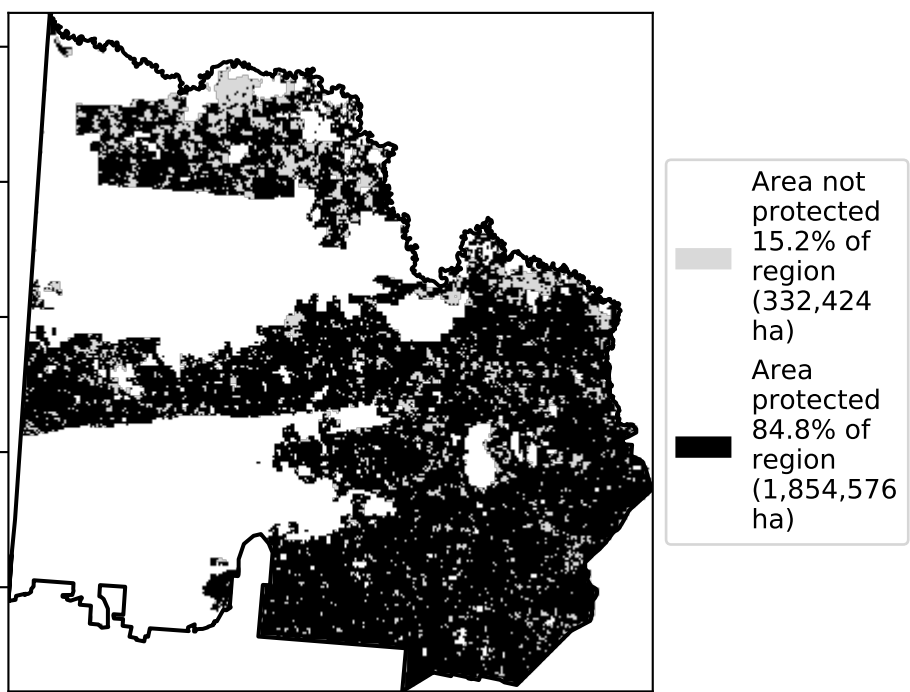 Area not
protected
15.2% of
region
(332,424
ha)
Area
protected
84.8% of
region
(1,854,576
ha)